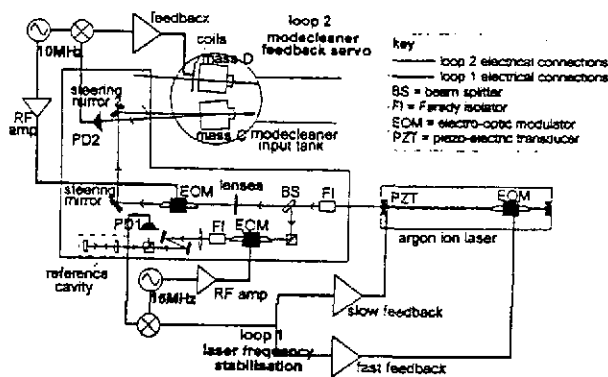 feedback
loop 2
modecleaner
feedback servo
coils
mass D
10MHz
key
loop 2 electrical connections
loop 1 electrical connections
BS = beam splitter
FI = Farady isolator
EOM = electro-optic modulator
PZT = piezo-electric transducer
steering
mirror
RF
amp
PD2
mass C
modecleaner
input tank
steering
mirror
EOM
lenses
BS
FI
PZT
EOM
PD1
FI
EOM
argon ion laser
reference
cavity
15MHz
RF amp
slow feedback
loop 1
laser frequency
stabilisation
fast feedback